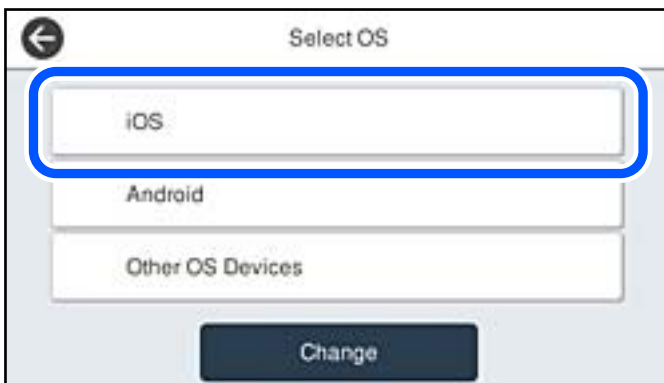 Select OS
iOS
Android
Other OS Devices
Change